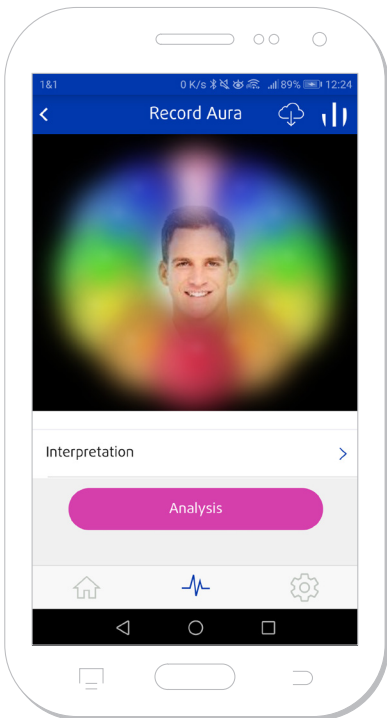 1&1 0 K/s 89% 12:24
Record Aura
Interpretation
Analysis